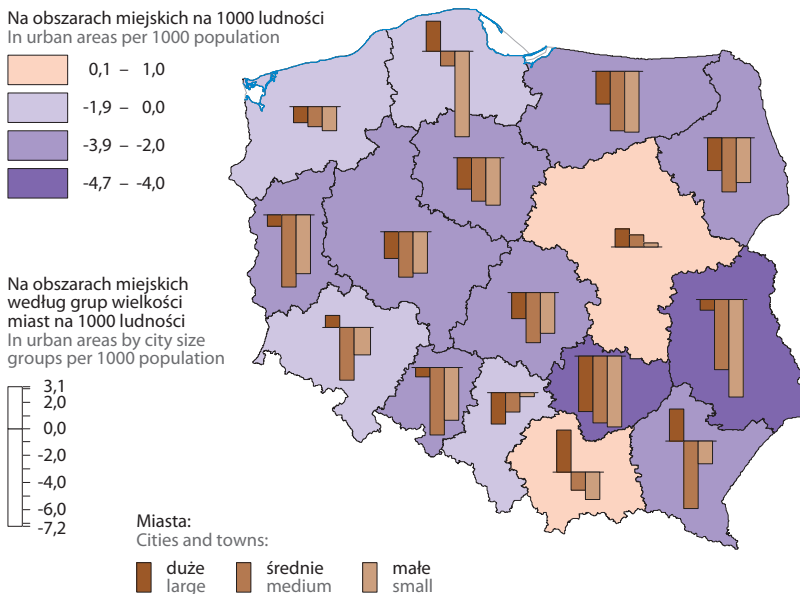 Na obszarach miejskich na 1000 ludności
In urban areas per 1000 population
0,1 – 1,0
-1,9 – 0,0
-3,9 – -2,0
-4,7 – -4,0
Na obszarach miejskich
według grup wielkości
miast na 1000 ludności
In urban areas by city size
groups per 1000 population
3,1
2,0
0,0
-2,0
-4,0
-6,0
-7,2
Miasta:
Cities and towns:
duże średnie małe
large medium small